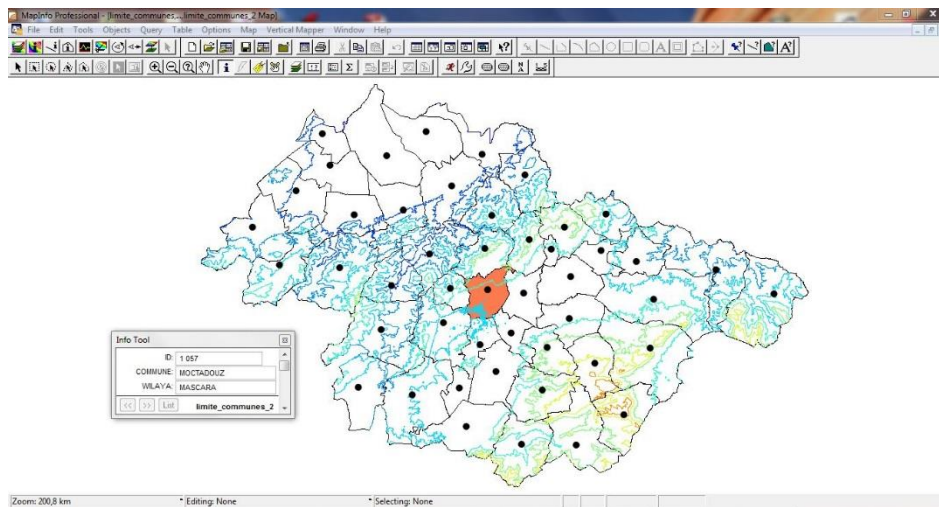 MapInfo Professional - [limite_communes,...,limite_communes_2 Map]
File Edit Tools Objects Query Table Options Map Vertical Mapper Window Help
Info Tool
ID: 1 057
COMMUNE: MOCTADOUZ
WILAYA: MASCARA
<< >> List limite_communes_2
Zoom: 200,8 km Editing: None Selecting: None